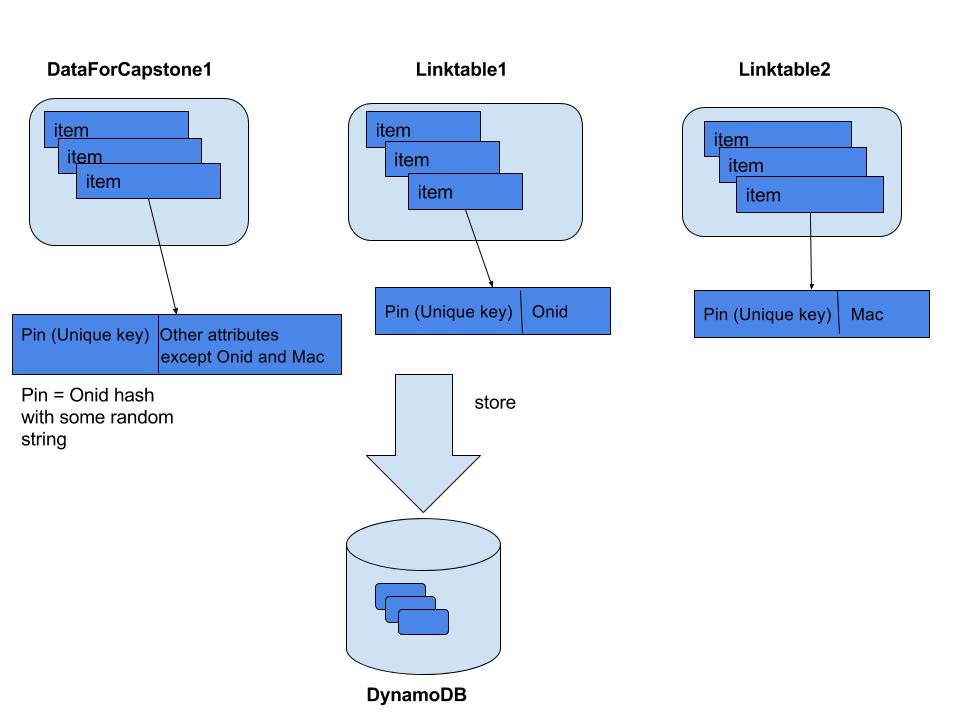 DataForCapstone1
Linktable1
Linktable2
item
item
item
item
item
item
item
item
item
Pin (Unique key)
Other attributes
except Onid and Mac
Pin (Unique key)
Onid
Pin (Unique key)
Mac
Pin = Onid hash
with some random
string
store
DynamoDB